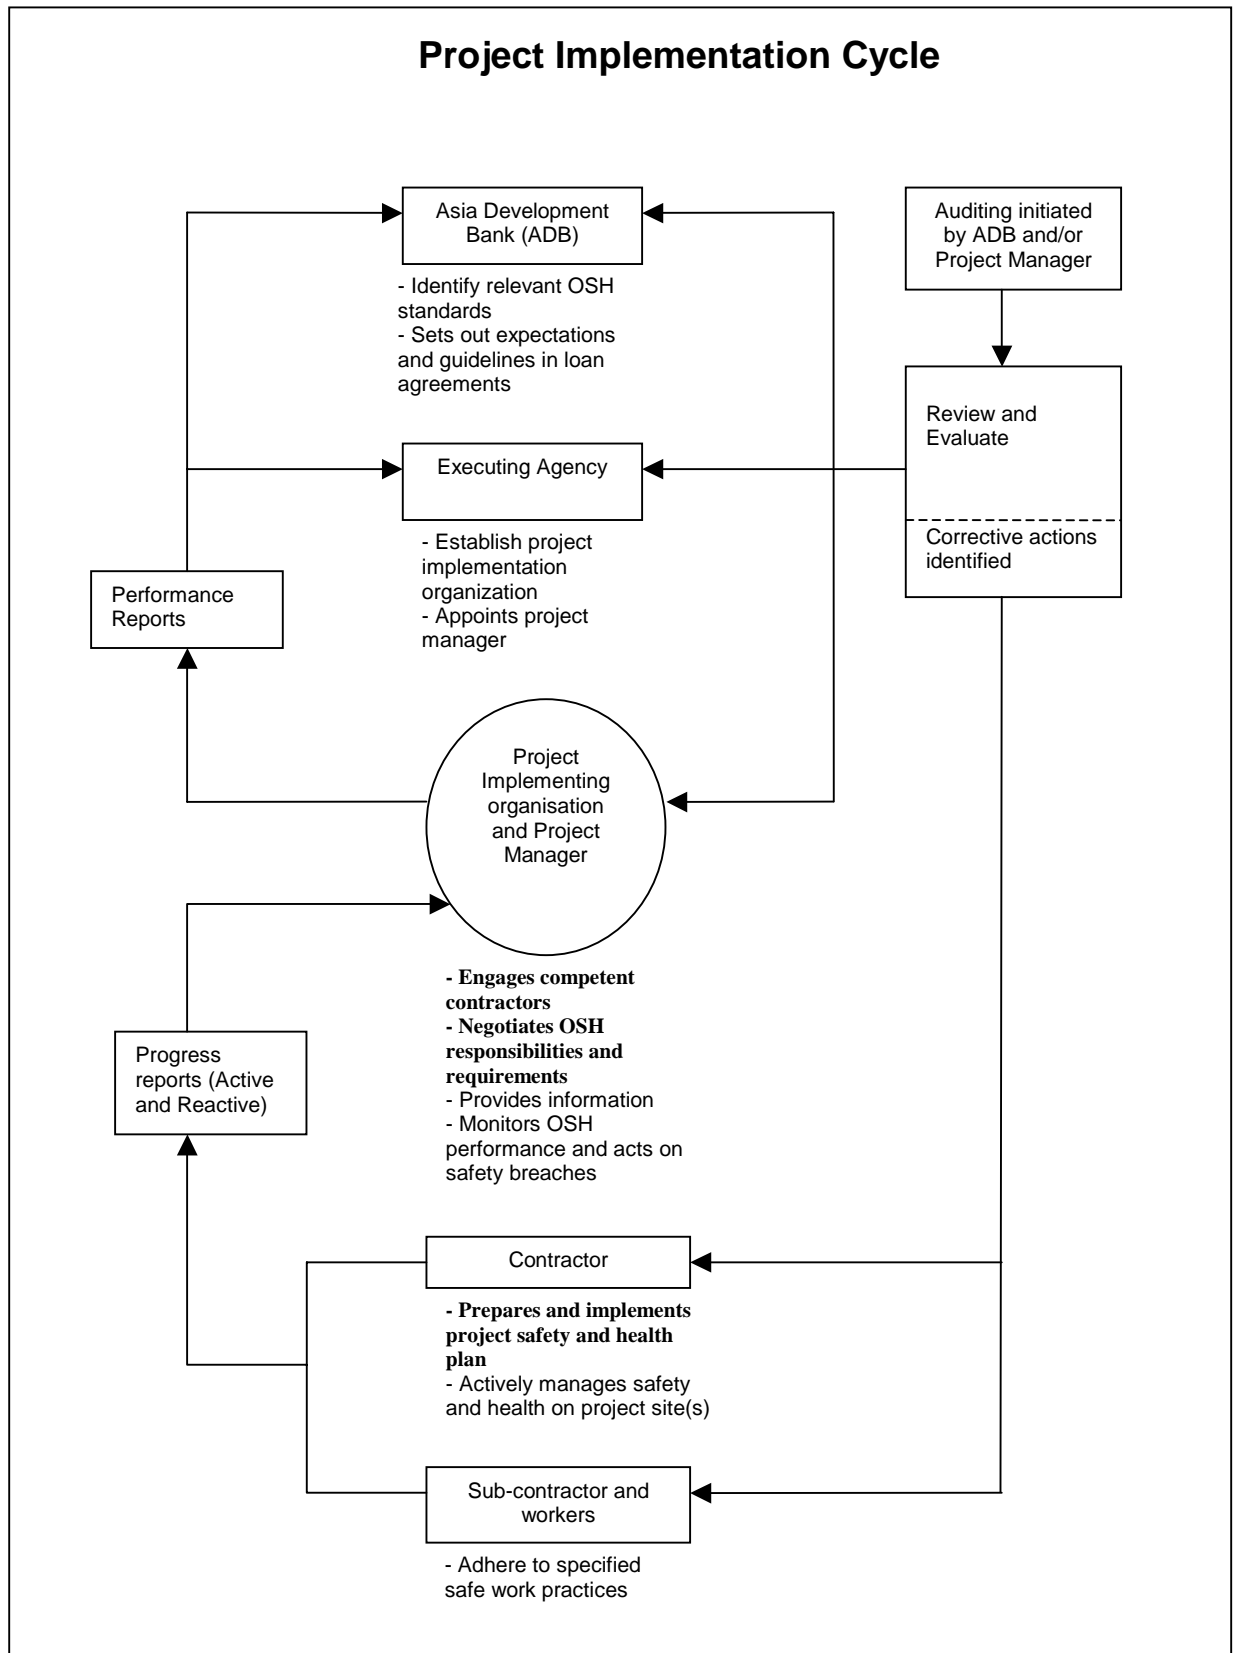 Project Implementation Cycle
Asia Development
Bank (ADB)
- Identify relevant OSH
standards
- Sets out expectations
and guidelines in loan
agreements
Auditing initiated
by ADB and/or
Project Manager
Review and
Evaluate
Corrective actions
identified
Executing Agency
- Establish project
implementation
organization
- Appoints project
manager
Performance
Reports
Project
Implementing
organisation
and Project
Manager
- Engages competent
contractors
- Negotiates OSH
responsibilities and
requirements
- Provides information
- Monitors OSH
performance and acts on
safety breaches
Progress
reports (Active
and Reactive)
Contractor
- Prepares and implements
project safety and health
plan
- Actively manages safety
and health on project site(s)
Sub-contractor and
workers
- Adhere to specified
safe work practices